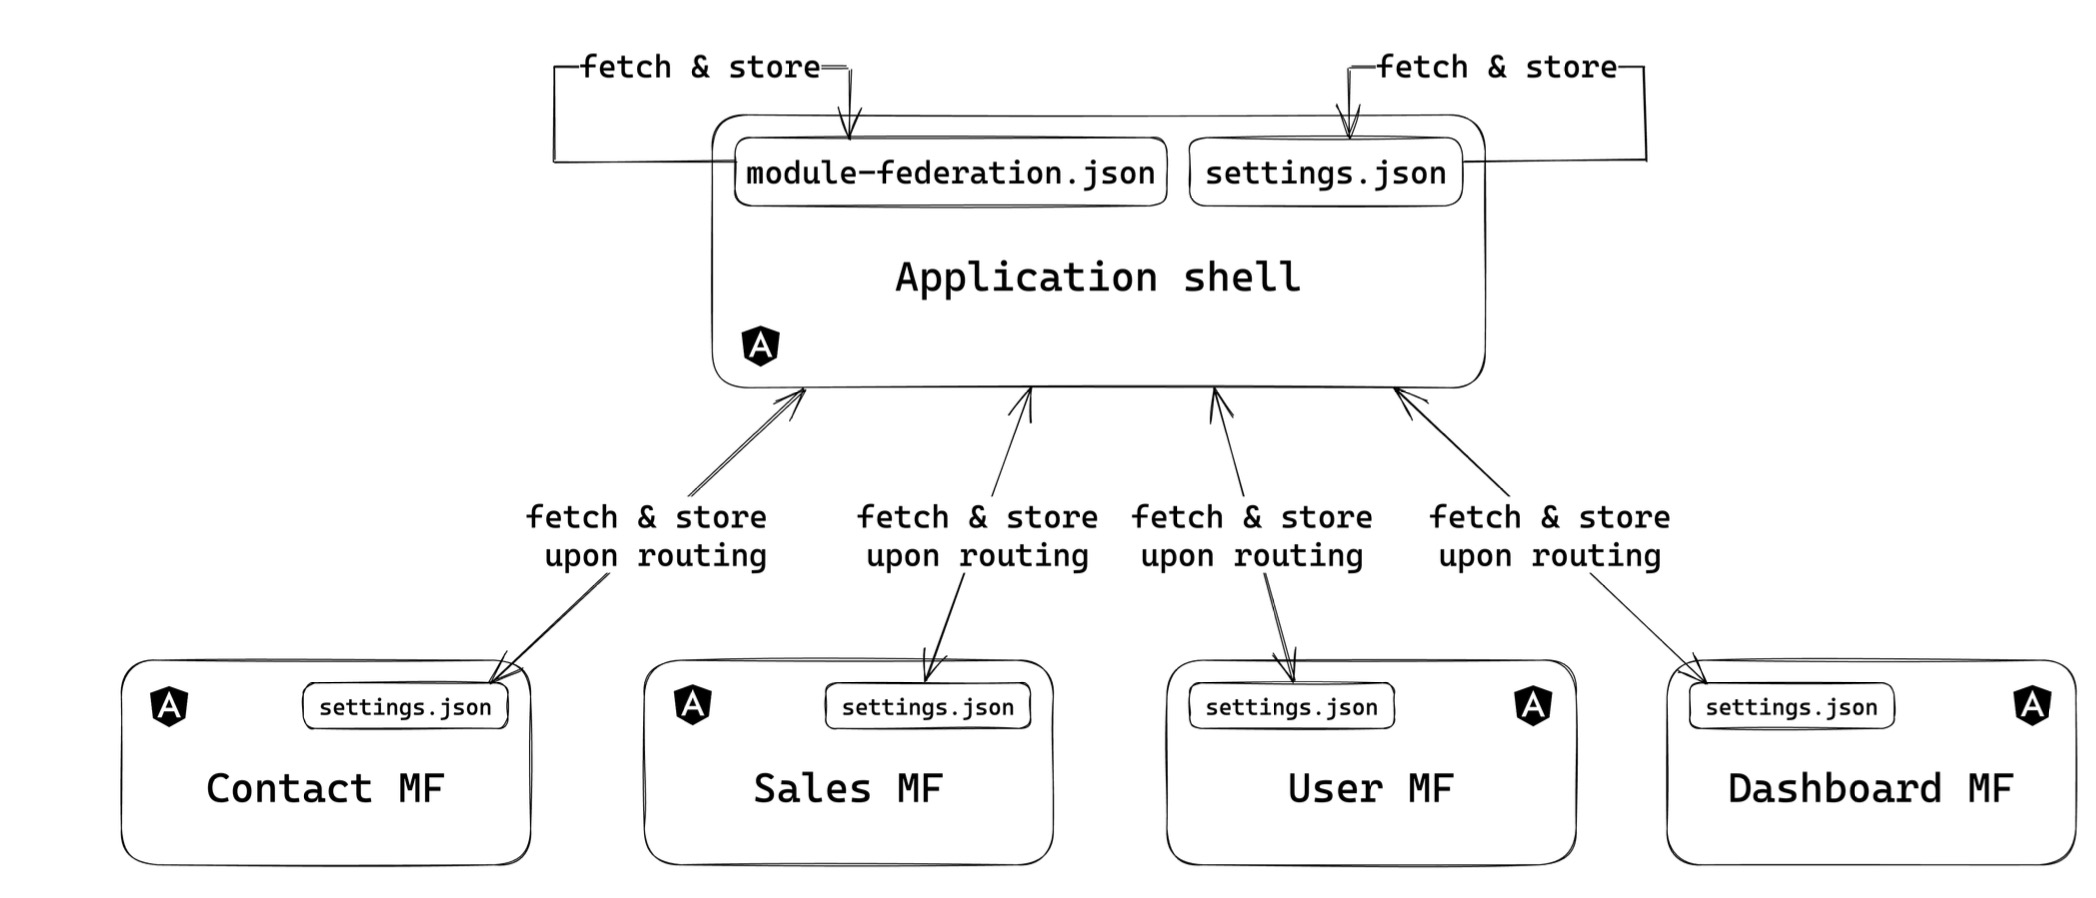 fetch & store
fetch & store
module-federation.json
settings.json
Application shell
fetch & store
upon routing
fetch & store
upon routing
fetch & store
upon routing
fetch & store
upon routing
settings.json
Contact MF
settings.json
Sales MF
settings.json
User MF
settings.json
Dashboard MF